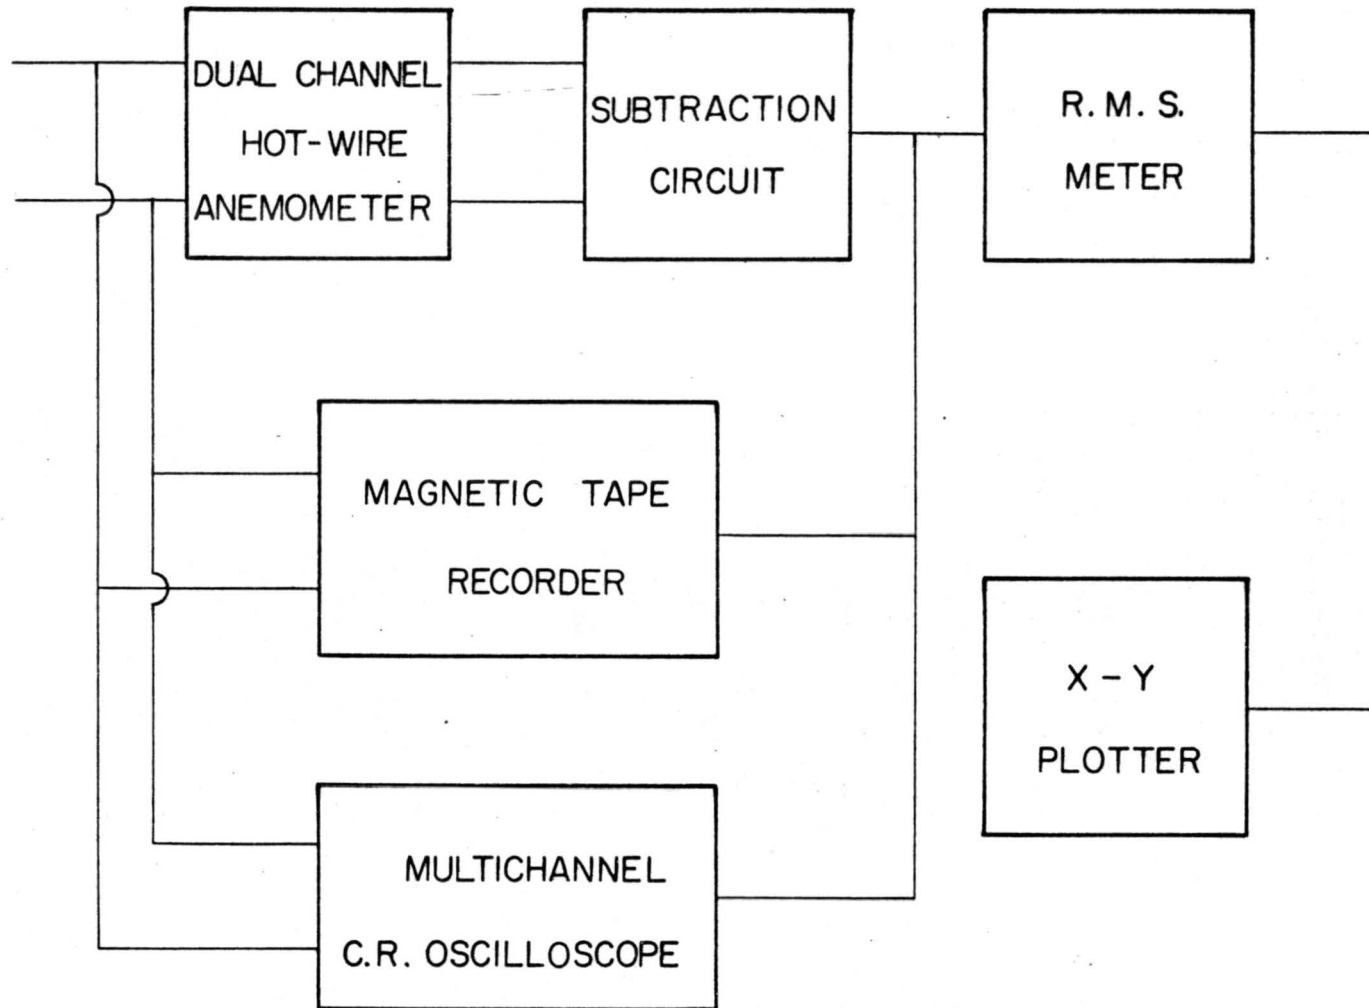 DUAL CHANNEL
HOT-WIRE
ANEMOMETER
SUBTRACTION
CIRCUIT
R. M. S.
METER
MAGNETIC TAPE
RECORDER
X-Y
PLOTTER
MULTICHANNEL
C.R. OSCILLOSCOPE